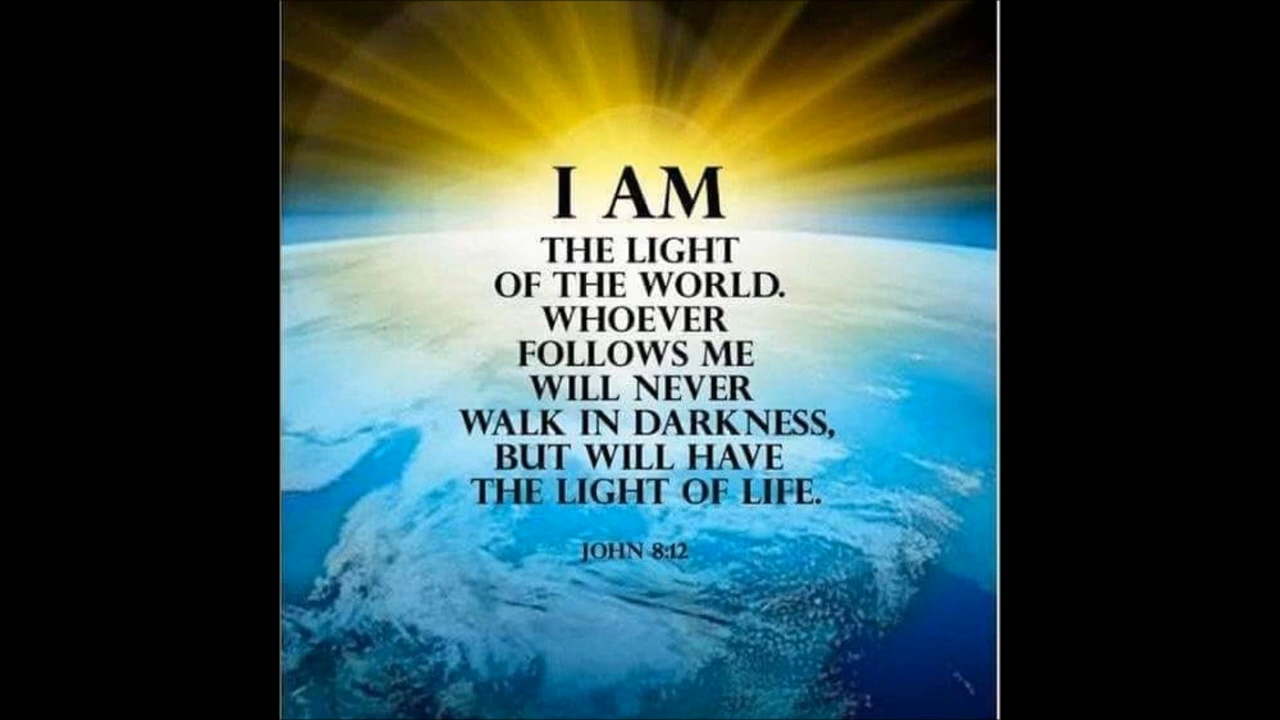 I AM
THE LIGHT
OF THE WORLD.
WHOEVER
FOLLOWS ME
WILL NEVER
WALK IN DARKNESS,
BUT WILL HAVE
THE LIGHT OF LIFE.
JOHN 8:12